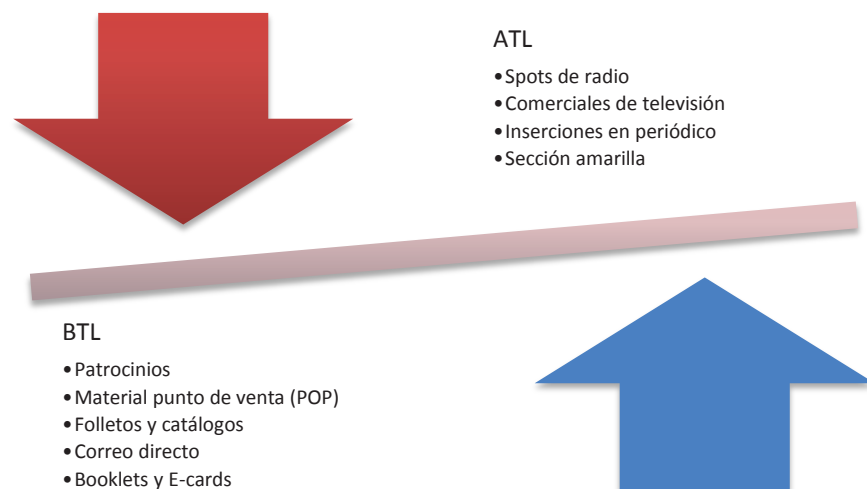 ATL
•Spots de radio
•Comerciales de televisión
•Inserciones en periódico
•Sección amarilla
BTL
•Patrocinios
•Material punto de venta (POP)
•Folletos y catálogos
•Correo directo
•Booklets y E-cards